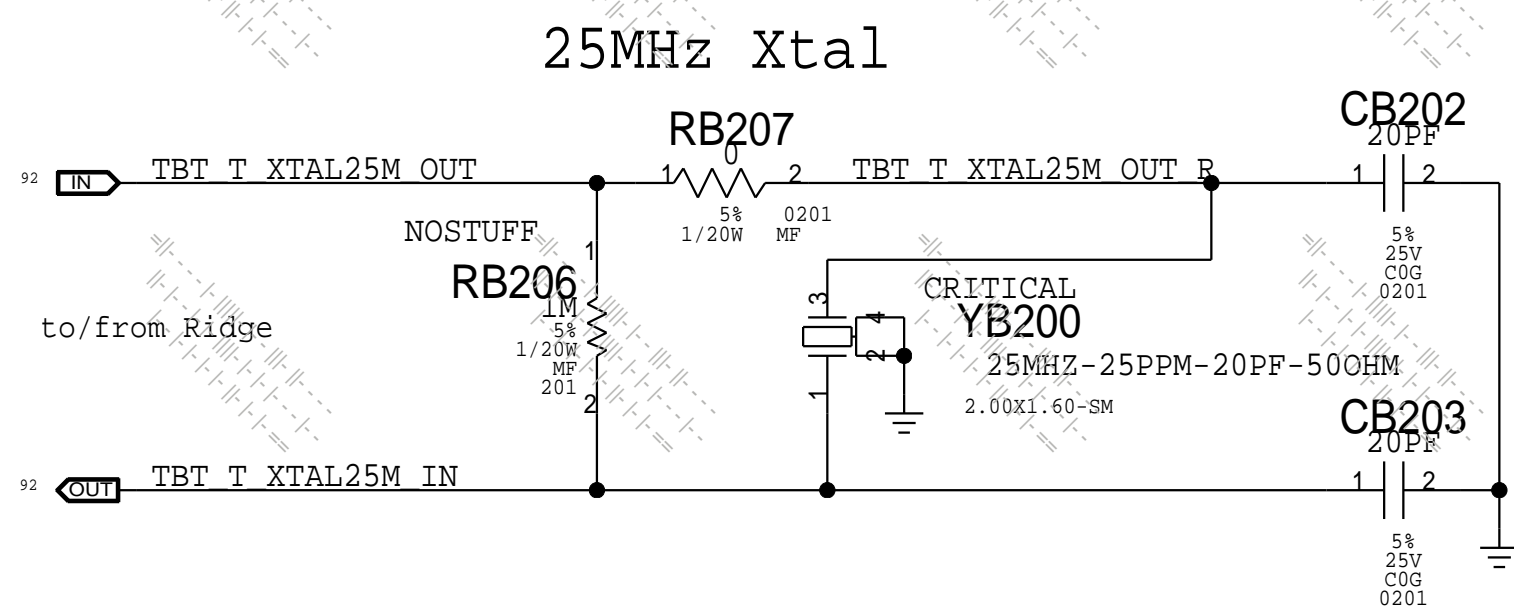 25MHz Xtal
RB207
0
1
2
5%
0201
1/20W
MF
CB202
20PF
1
2
5%
25V
C0G
0201
92
IN
TBT_T_XTAL25M_OUT
TBT_T_XTAL25M_OUT_R
NOSTUFF
1
RB206
1M
5%
1/20W
MF
201
2
to/from Ridge
CRITICAL
YB200
3
4
2
1
25MHZ-25PPM-20PF-50OHM
2.00X1.60-SM
CB203
20PF
1
2
5%
25V
C0G
0201
92
OUT
TBT_T_XTAL25M_IN